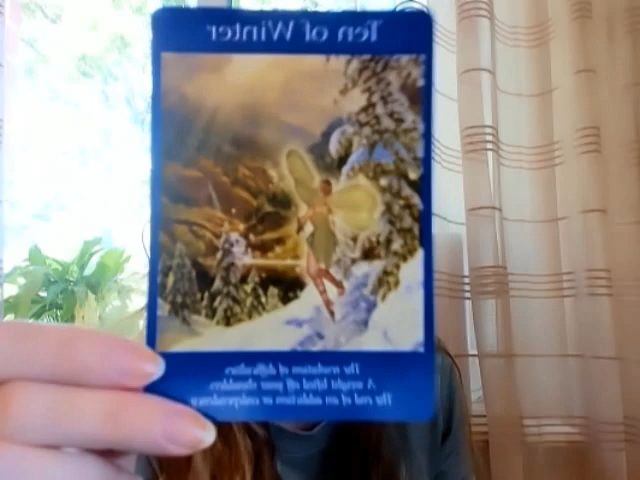 Ten of Winter
The resolution of difficulties.
A weight lifted off your shoulders.
The end of an addiction or codependency.